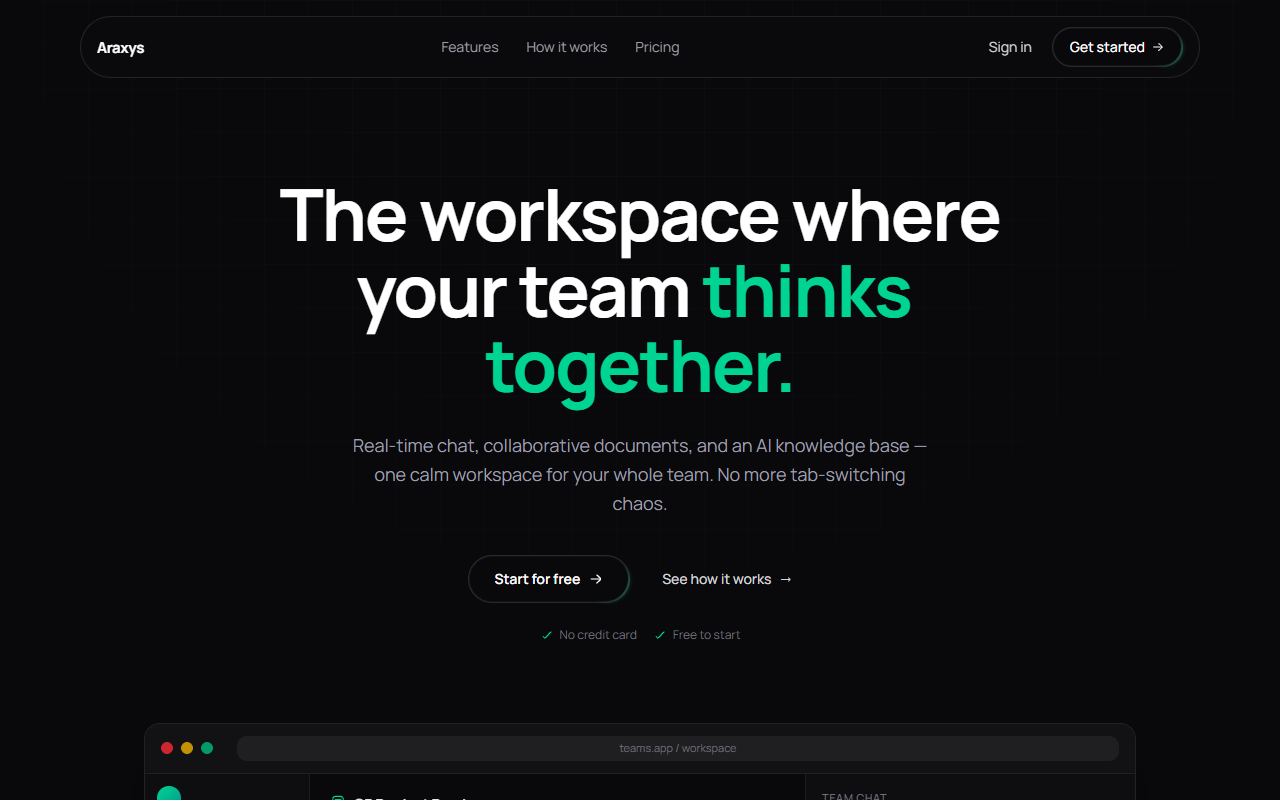 Araxys
Features
How it works
Pricing
Sign in
Get started →
The workspace where
your team thinks
together.
Real-time chat, collaborative documents, and an AI knowledge base —
one calm workspace for your whole team. No more tab-switching
chaos.
Start for free →
See how it works →
✓ No credit card
✓ Free to start
teams.app / workspace
TEAM CHAT